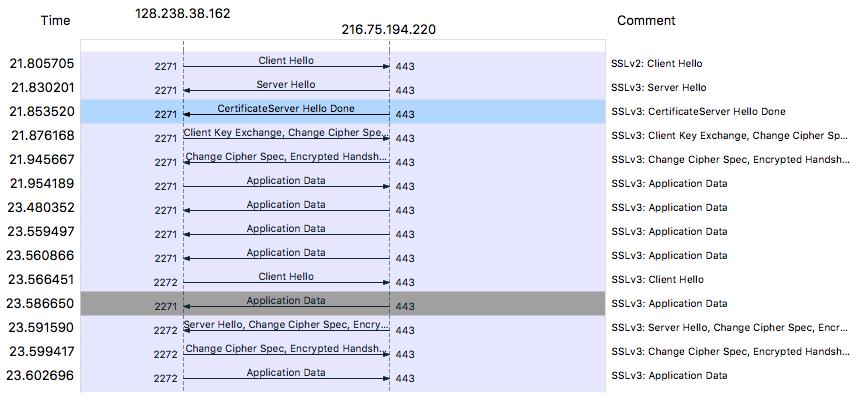 Time 128.238.38.162 216.75.194.220 Comment
21.805705 2271 Client Hello 443 SSLv2: Client Hello
21.830201 2271 Server Hello 443 SSLv3: Server Hello
21.853520 2271 CertificateServer Hello Done 443 SSLv3: CertificateServer Hello Done
21.876168 2271 Client Key Exchange, Change Cipher Spe... 443 SSLv3: Client Key Exchange, Change Cipher Sp...
21.945667 2271 Change Cipher Spec, Encrypted Handsh... 443 SSLv3: Change Cipher Spec, Encrypted Handsh...
21.954189 2271 Application Data 443 SSLv3: Application Data
23.480352 2271 Application Data 443 SSLv3: Application Data
23.559497 2271 Application Data 443 SSLv3: Application Data
23.560866 2271 Application Data 443 SSLv3: Application Data
23.566451 2272 Client Hello 443 SSLv3: Client Hello
23.586650 2271 Application Data 443 SSLv3: Application Data
23.591590 2272 Server Hello, Change Cipher Spec, Encry... 443 SSLv3: Server Hello, Change Cipher Spec, Encr...
23.599417 2272 Change Cipher Spec, Encrypted Handsh... 443 SSLv3: Change Cipher Spec, Encrypted Handsh...
23.602696 2272 Application Data 443 SSLv3: Application Data